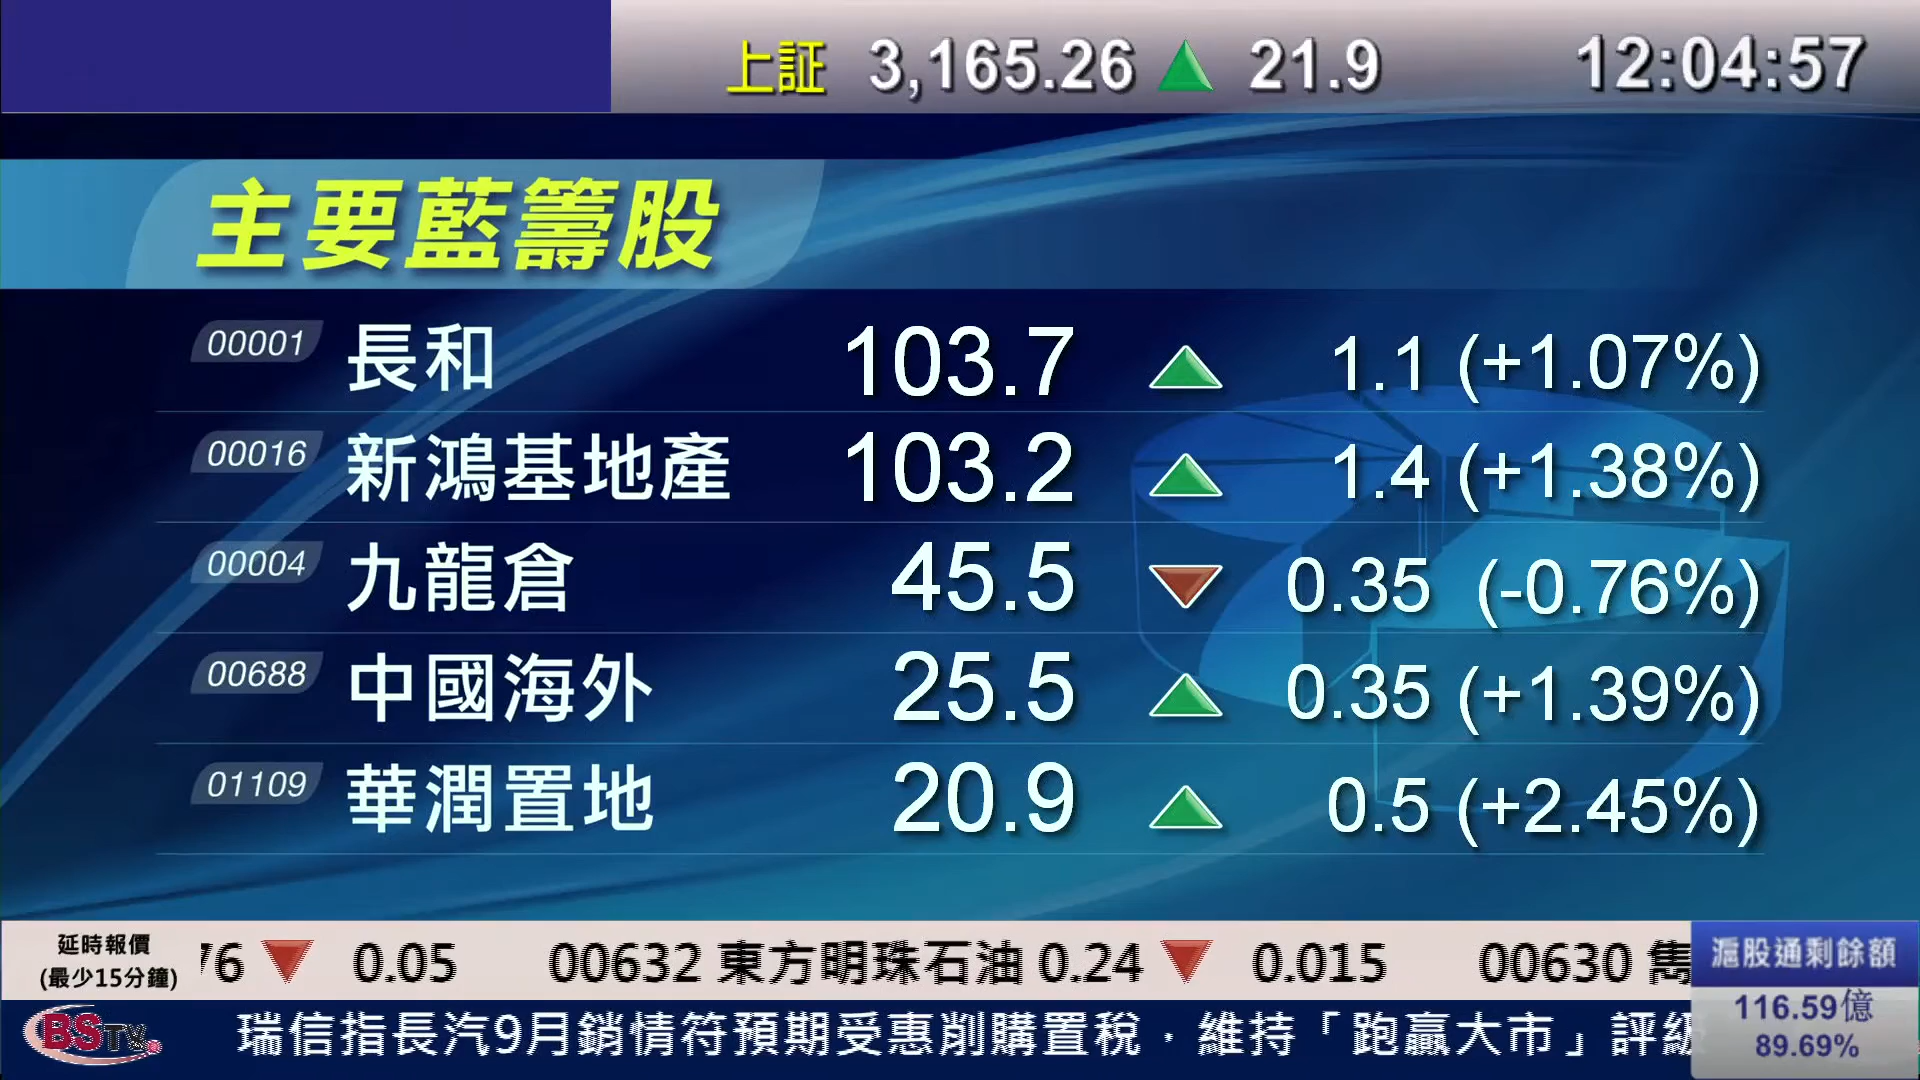 上証 3,165.26 ▲ 21.9 12:04:57
主要藍籌股
00001 長和 103.7 ▲ 1.1 (+1.07%)
00016 新鴻基地產 103.2 ▲ 1.4 (+1.38%)
00004 九龍倉 45.5 ▼ 0.35 (-0.76%)
00688 中國海外 25.5 ▲ 0.35 (+1.39%)
01109 華潤置地 20.9 ▲ 0.5 (+2.45%)
延時報價
(最少15分鐘)
76 ▼ 0.05 00632 東方明珠石油 0.24 ▼ 0.015 00630 雋
滬股通剩餘額
116.59億
89.69%
BSTV
瑞信指長汽9月銷情符預期受惠削購置稅，維持「跑贏大市」評級